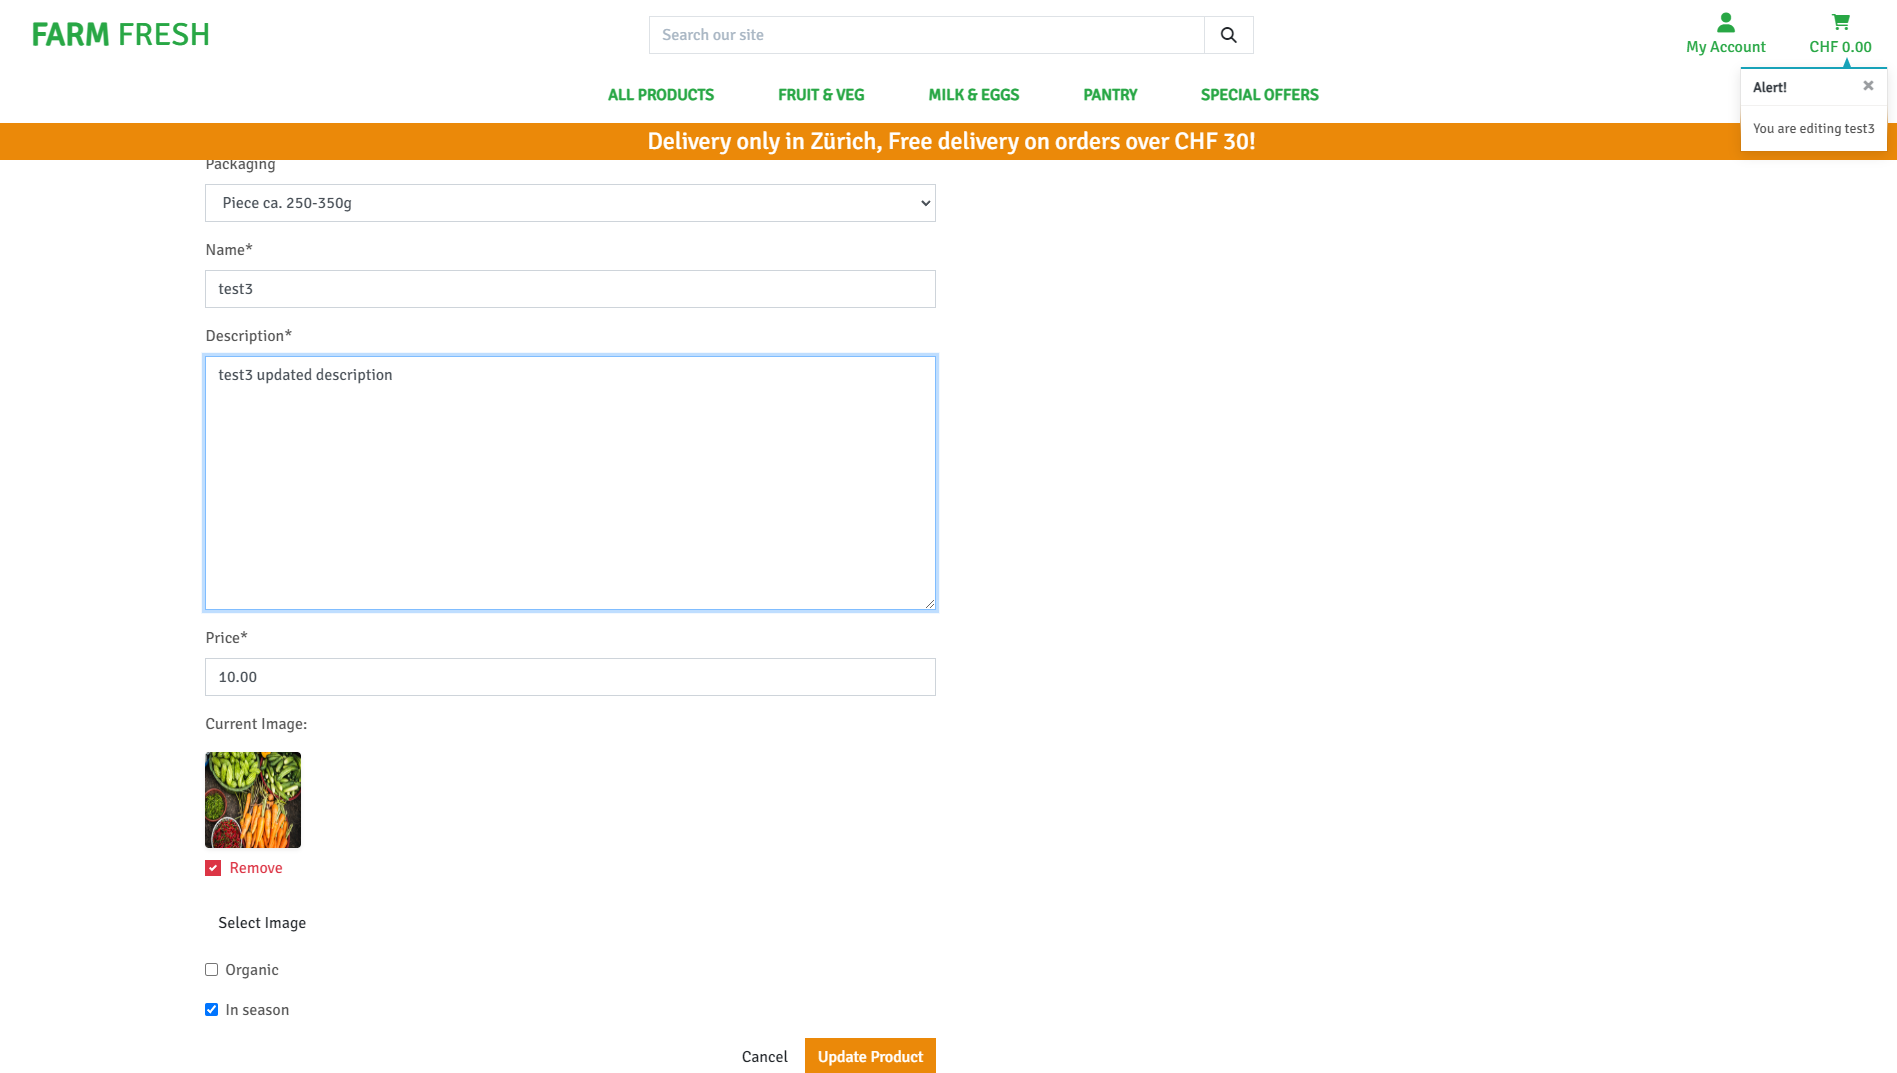 FARM FRESH
Search our site
My Account
CHF 0.00
ALL PRODUCTS
FRUIT & VEG
MILK & EGGS
PANTRY
SPECIAL OFFERS
Alert!
×
You are editing test3
Delivery only in Zürich, Free delivery on orders over CHF 30!
Packaging
Piece ca. 250-350g
Name*
test3
Description*
test3 updated description
Price*
10.00
Current Image:
Remove
Select Image
Organic
In season
Cancel
Update Product